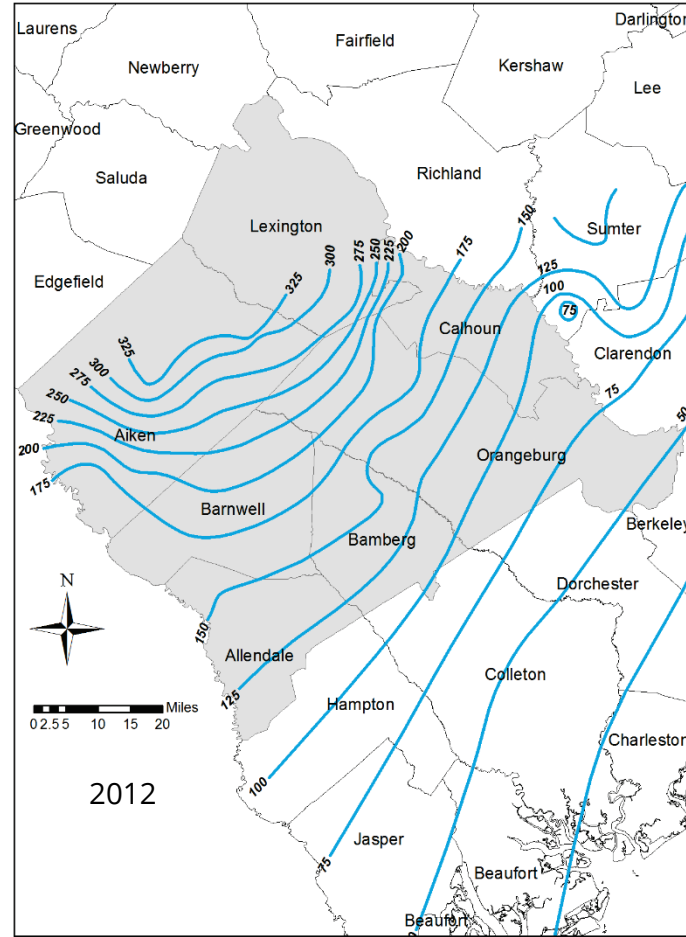 Laurens
Fairfield
Darlington
Newberry
Kershaw
Lee
Greenwood
Saluda
Richland
Lexington
Sumter
Edgefield
150
175
200
225
250
275
300
325
125
100
75
Calhoun
Clarendon
325
300
275
250
225
200
175
Aiken
75
50
Orangeburg
Barnwell
Bamberg
Berkeley
N
Dorchester
150
Allendale
125
Colleton
Hampton
Miles
0 2.5 5 10 15 20
Charleston
100
2012
Jasper
75
Beaufort
Beaufort